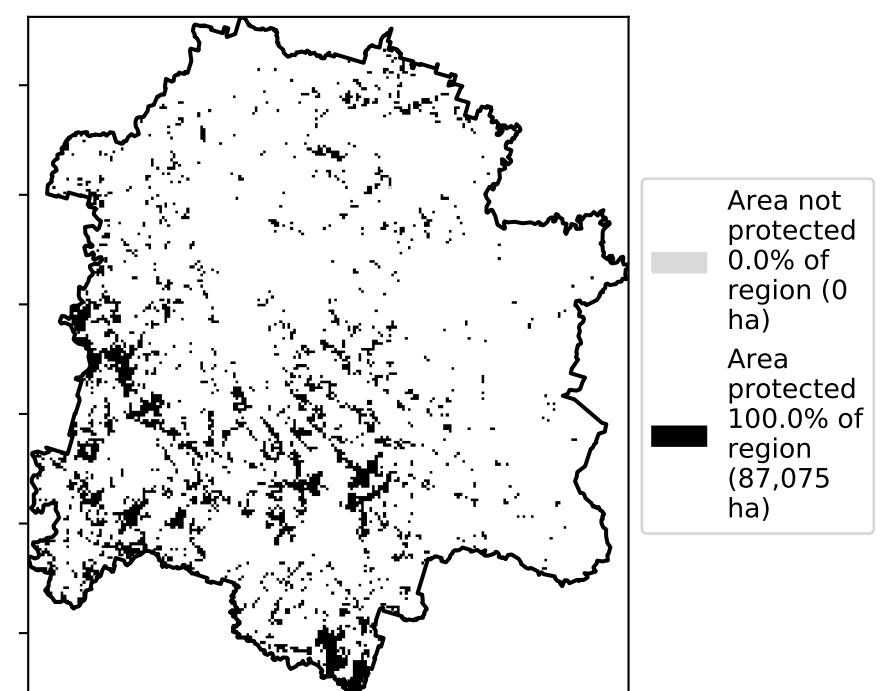 Area not
protected
0.0% of
region (0
ha)
Area
protected
100.0% of
region
(87,075
ha)